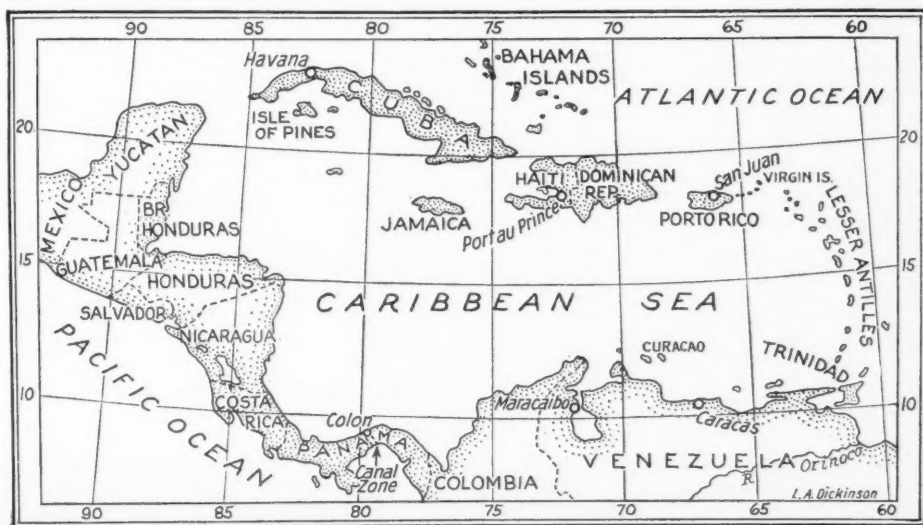 90 85 80 75 70 65 60
Havana
BAHAMA
ISLANDS
ATLANTIC OCEAN
CUBA
ISLE
OF PINES
20 20
YUCATAN
MEXICO
HAITI
DOMINICAN
REP.
San Juan
VIRGIN IS.
PORTO RICO
JAMAICA
Port au Prince
BR.
HONDURAS
LESSER ANTILLES
15 15
GUATEMALA
HONDURAS
CARIBBEAN SEA
SALVADOR
NICARAGUA
CURACAO
TRINIDAD
PACIFIC OCEAN
10 10
COSTA
RICA
Colon
Maracaibo
Caracas
PANAMA
Canal
Zone
COLOMBIA
VENEZUELA
R. Orinoco
L.A. Dickinson
90 85 80 75 70 65 60